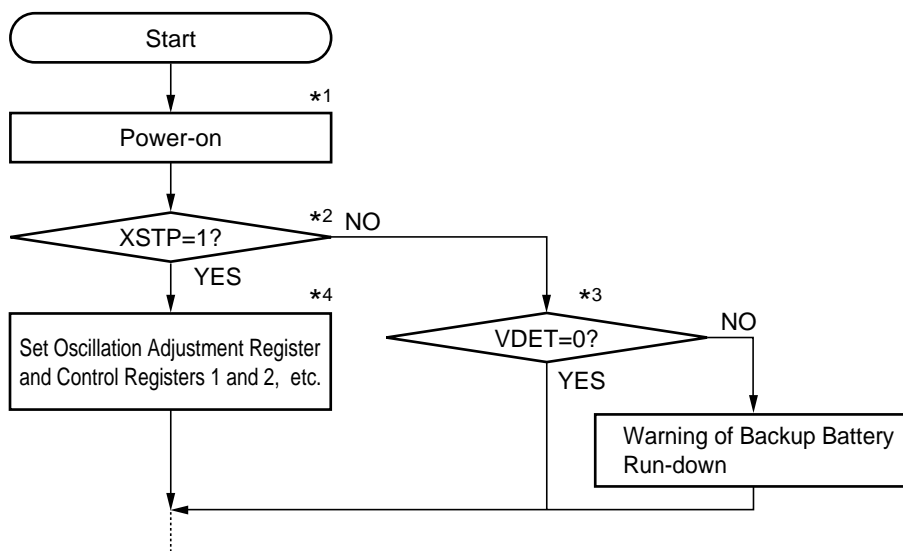 Start
*1
Power-on
*2
XSTP=1?
NO
YES
*4
Set Oscillation Adjustment Register
and Control Registers 1 and 2, etc.
*3
VDET=0?
NO
YES
Warning of Backup Battery
Run-down